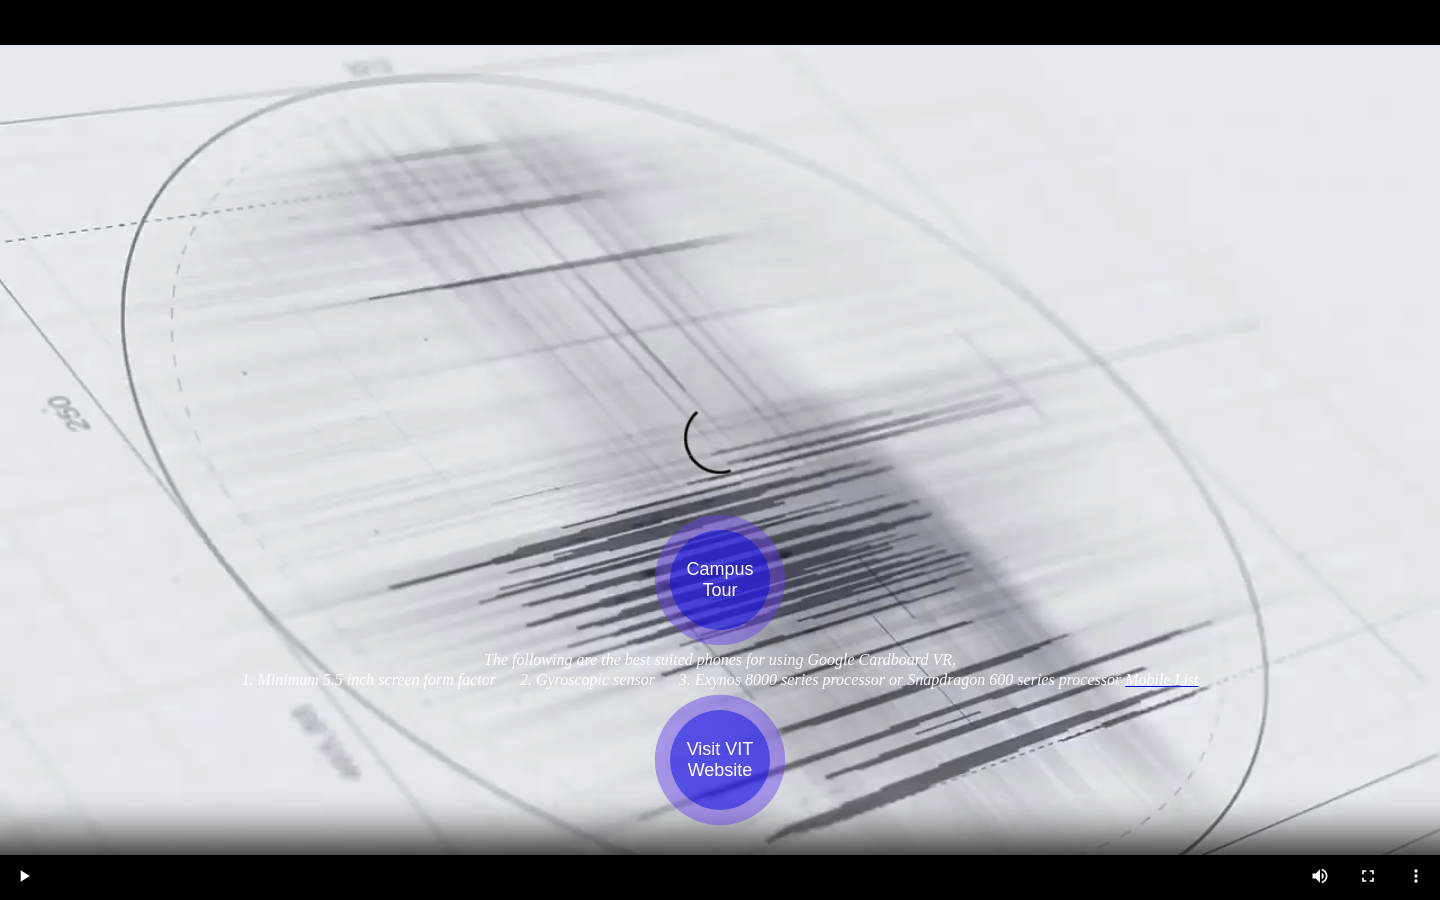 250
Campus
Tour
The following are the best suited phones for using Google Cardboard VR,
1. Minimum 5.5 inch screen form factor 2. Gyroscopic sensor 3. Exynos 8000 series processor or Snapdragon 600 series processor Mobile List
Visit VIT
Website